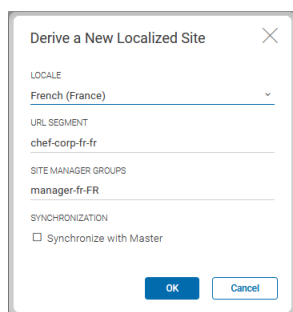 Derive a New Localized Site
LOCALE
French (France)
URL SEGMENT
chef-corp-fr-fr
SITE MANAGER GROUPS
manager-fr-FR
SYNCHRONIZATION
Synchronize with Master
OK Cancel